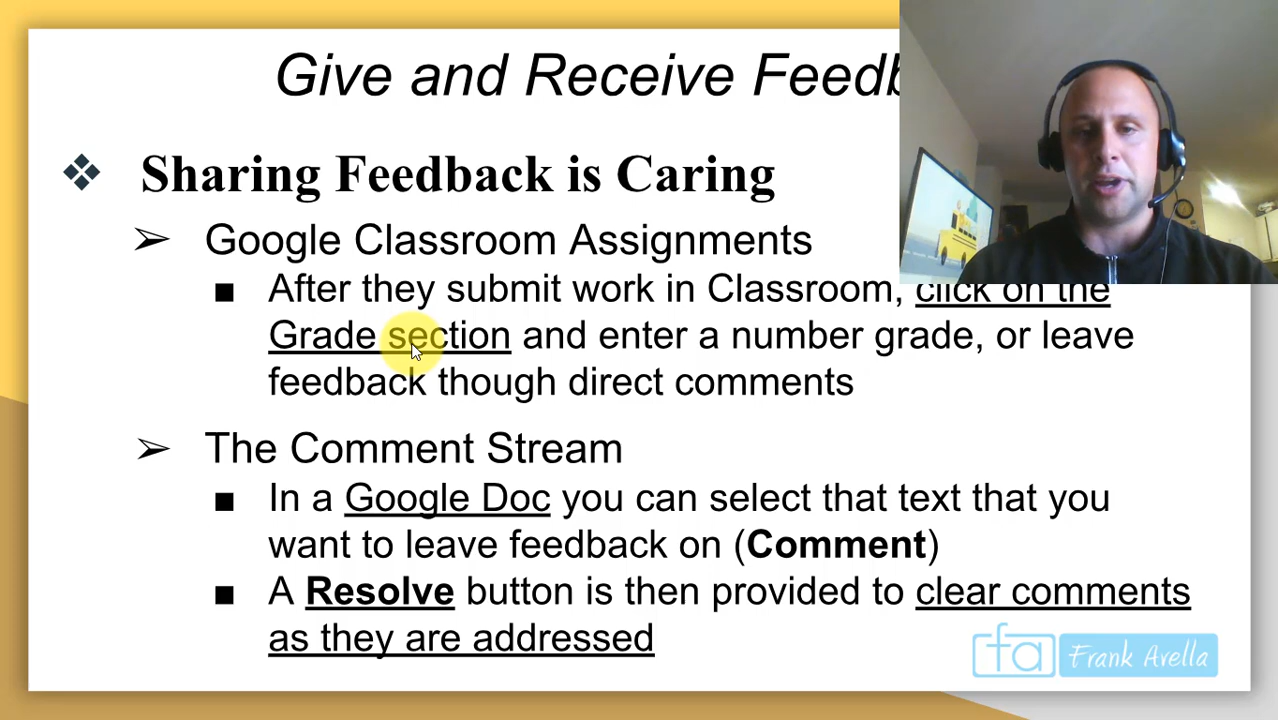 Give and Receive Feedb
Sharing Feedback is Caring
Google Classroom Assignments
After they submit work in Classroom, click on the
Grade section and enter a number grade, or leave
feedback though direct comments
The Comment Stream
In a Google Doc you can select that text that you
want to leave feedback on (Comment)
A Resolve button is then provided to clear comments
as they are addressed
fa Frank Avella